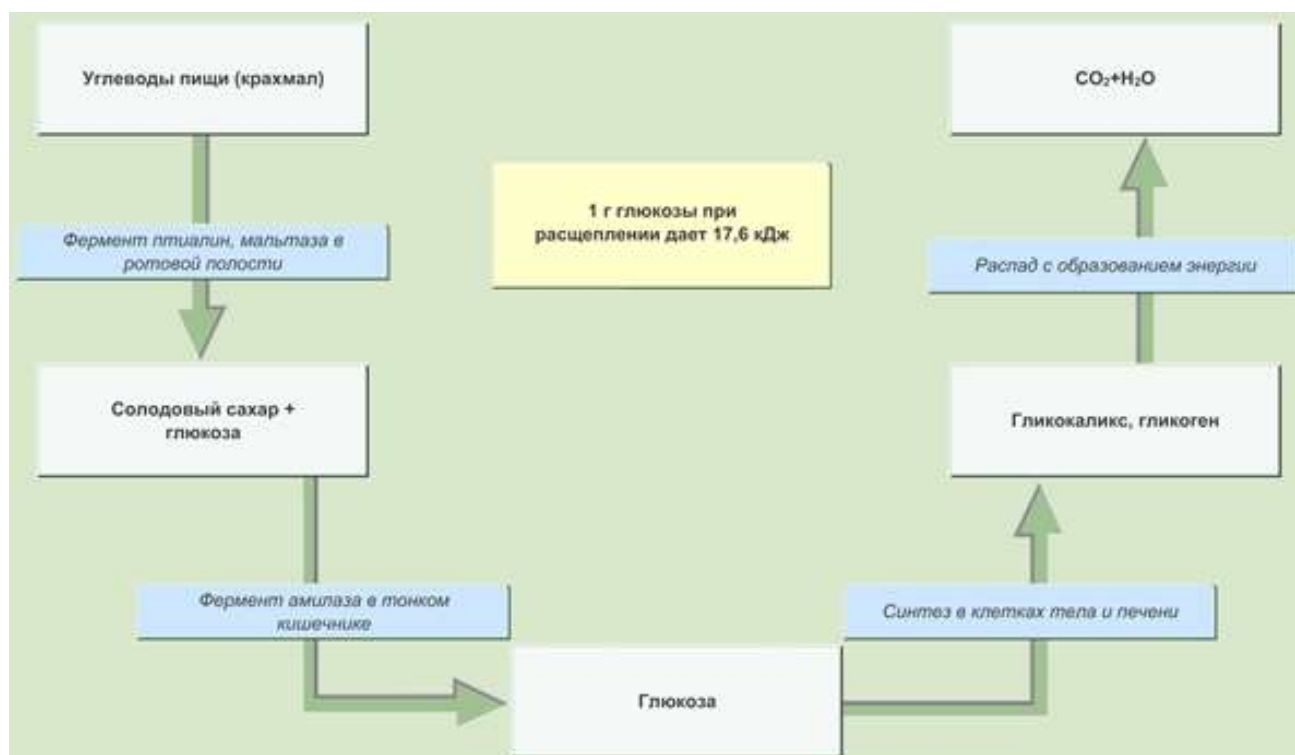 Углеводы пищи (крахмал)
CO₂+H₂O
1 г глюкозы при
расщеплении дает 17,6 кДж
Фермент птиалин, мальтаза в
ротовой полости
Распад с образованием энергии
Солодовый сахар +
глюкоза
Гликокаликс, гликоген
Фермент амилаза в тонком
кишечнике
Синтез в клетках тела и печени
Глюкоза